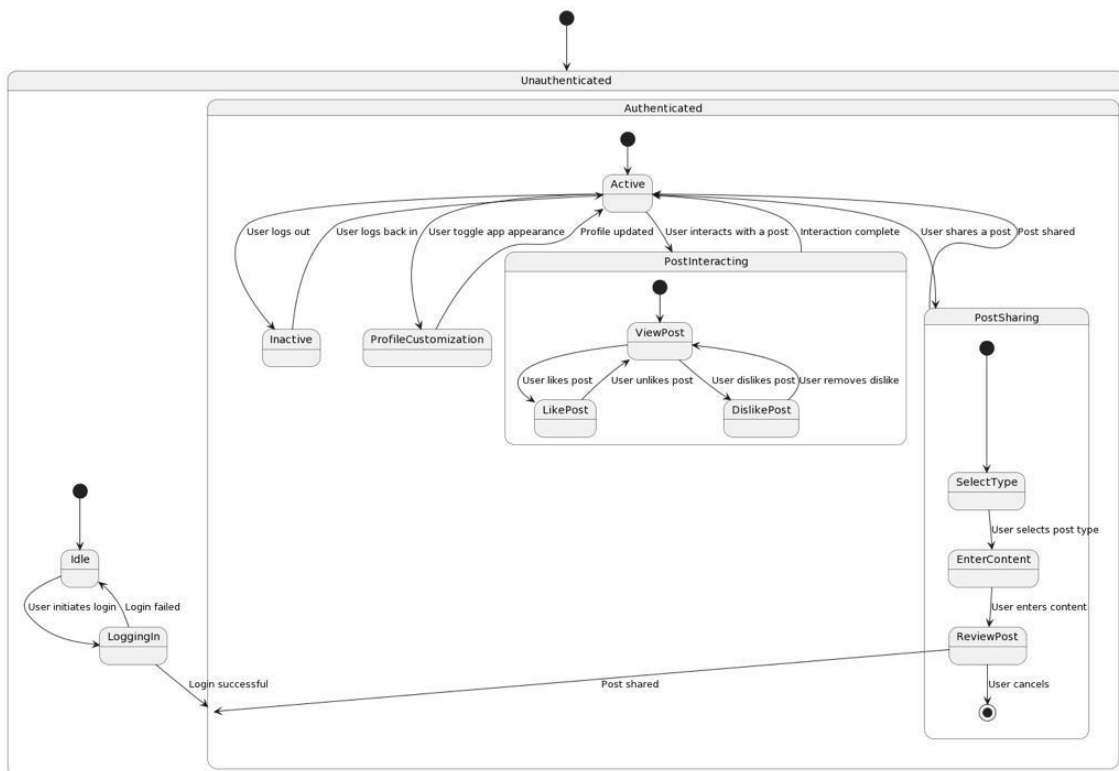 Unauthenticated
Authenticated
Active
User logs out
User logs back in
User toggle app appearance
Profile updated
User interacts with a post
Interaction complete
User shares a post
Post shared
PostInteracting
PostSharing
Inactive
ProfileCustomization
ViewPost
User likes post
User unlikes post
User dislikes post
User removes dislike
LikePost
DislikePost
SelectType
User selects post type
EnterContent
User enters content
ReviewPost
Idle
User initiates login
Login failed
LoggingIn
Login successful
Post shared
User cancels